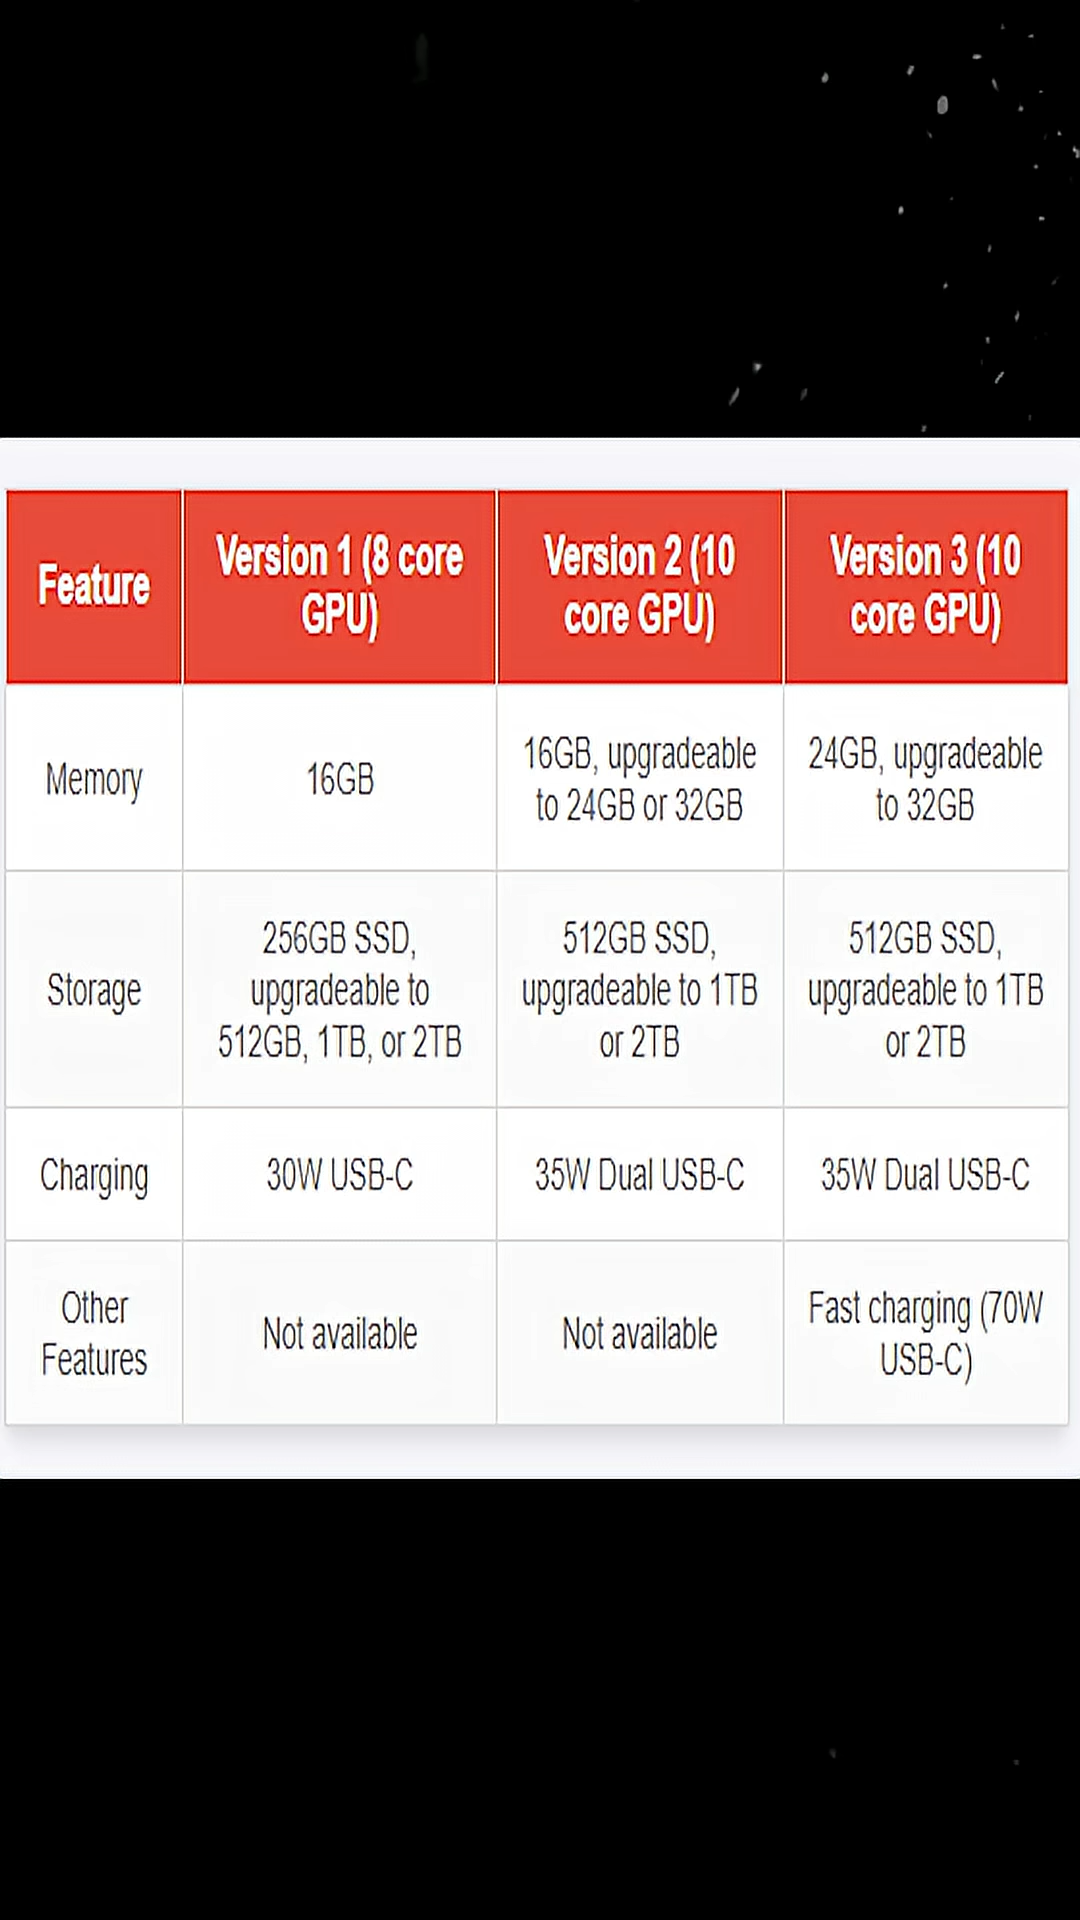 Feature
Version 1 (8 core
GPU)
Version 2 (10
core GPU)
Version 3 (10
core GPU)
Memory
16GB
16GB, upgradeable
to 24GB or 32GB
24GB, upgradeable
to 32GB
Storage
256GB SSD,
upgradeable to
512GB, 1TB, or 2TB
512GB SSD,
upgradeable to 1TB
or 2TB
512GB SSD,
upgradeable to 1TB
or 2TB
Charging
30W USB-C
35W Dual USB-C
35W Dual USB-C
Other
Features
Not available
Not available
Fast charging (70W
USB-C)